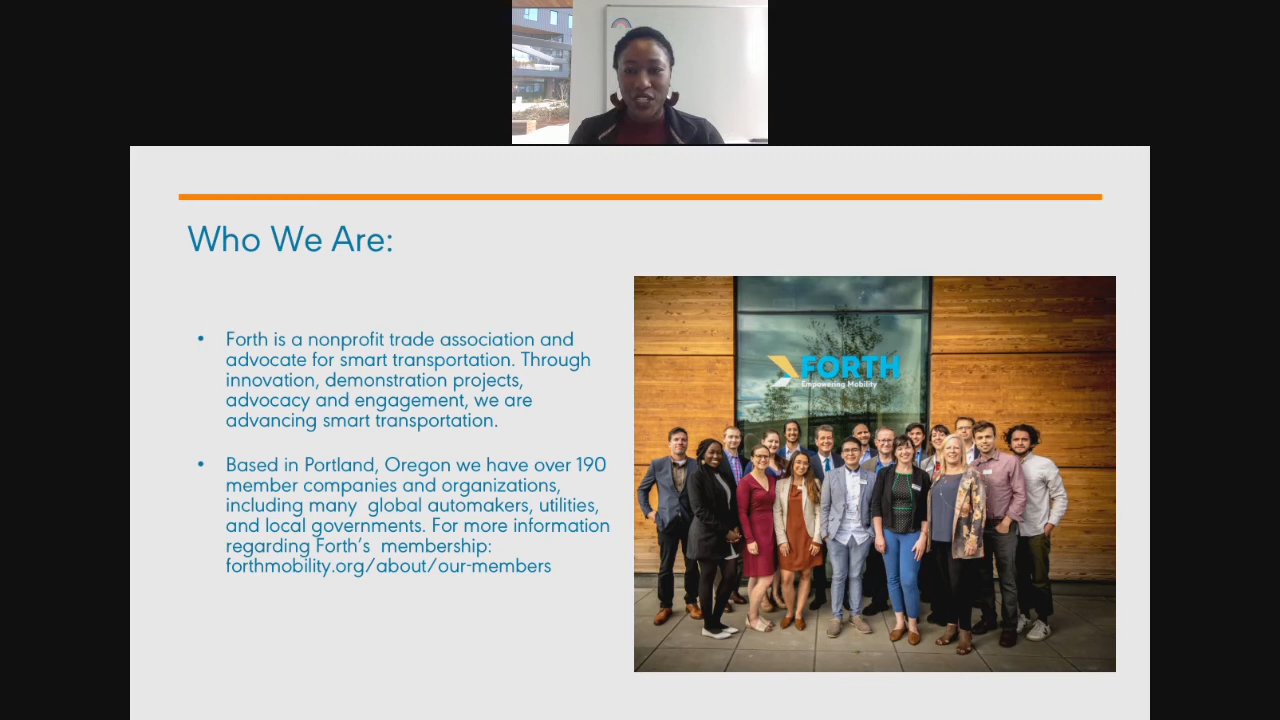 Who We Are:
• Forth is a nonprofit trade association and
advocate for smart transportation. Through
innovation, demonstration projects,
advocacy and engagement, we are
advancing smart transportation.
• Based in Portland, Oregon we have over 190
member companies and organizations,
including many  global automakers, utilities,
and local governments. For more information
regarding Forth's  membership:
forthmobility.org/about/our-members
FORTH
Empowering Mobility